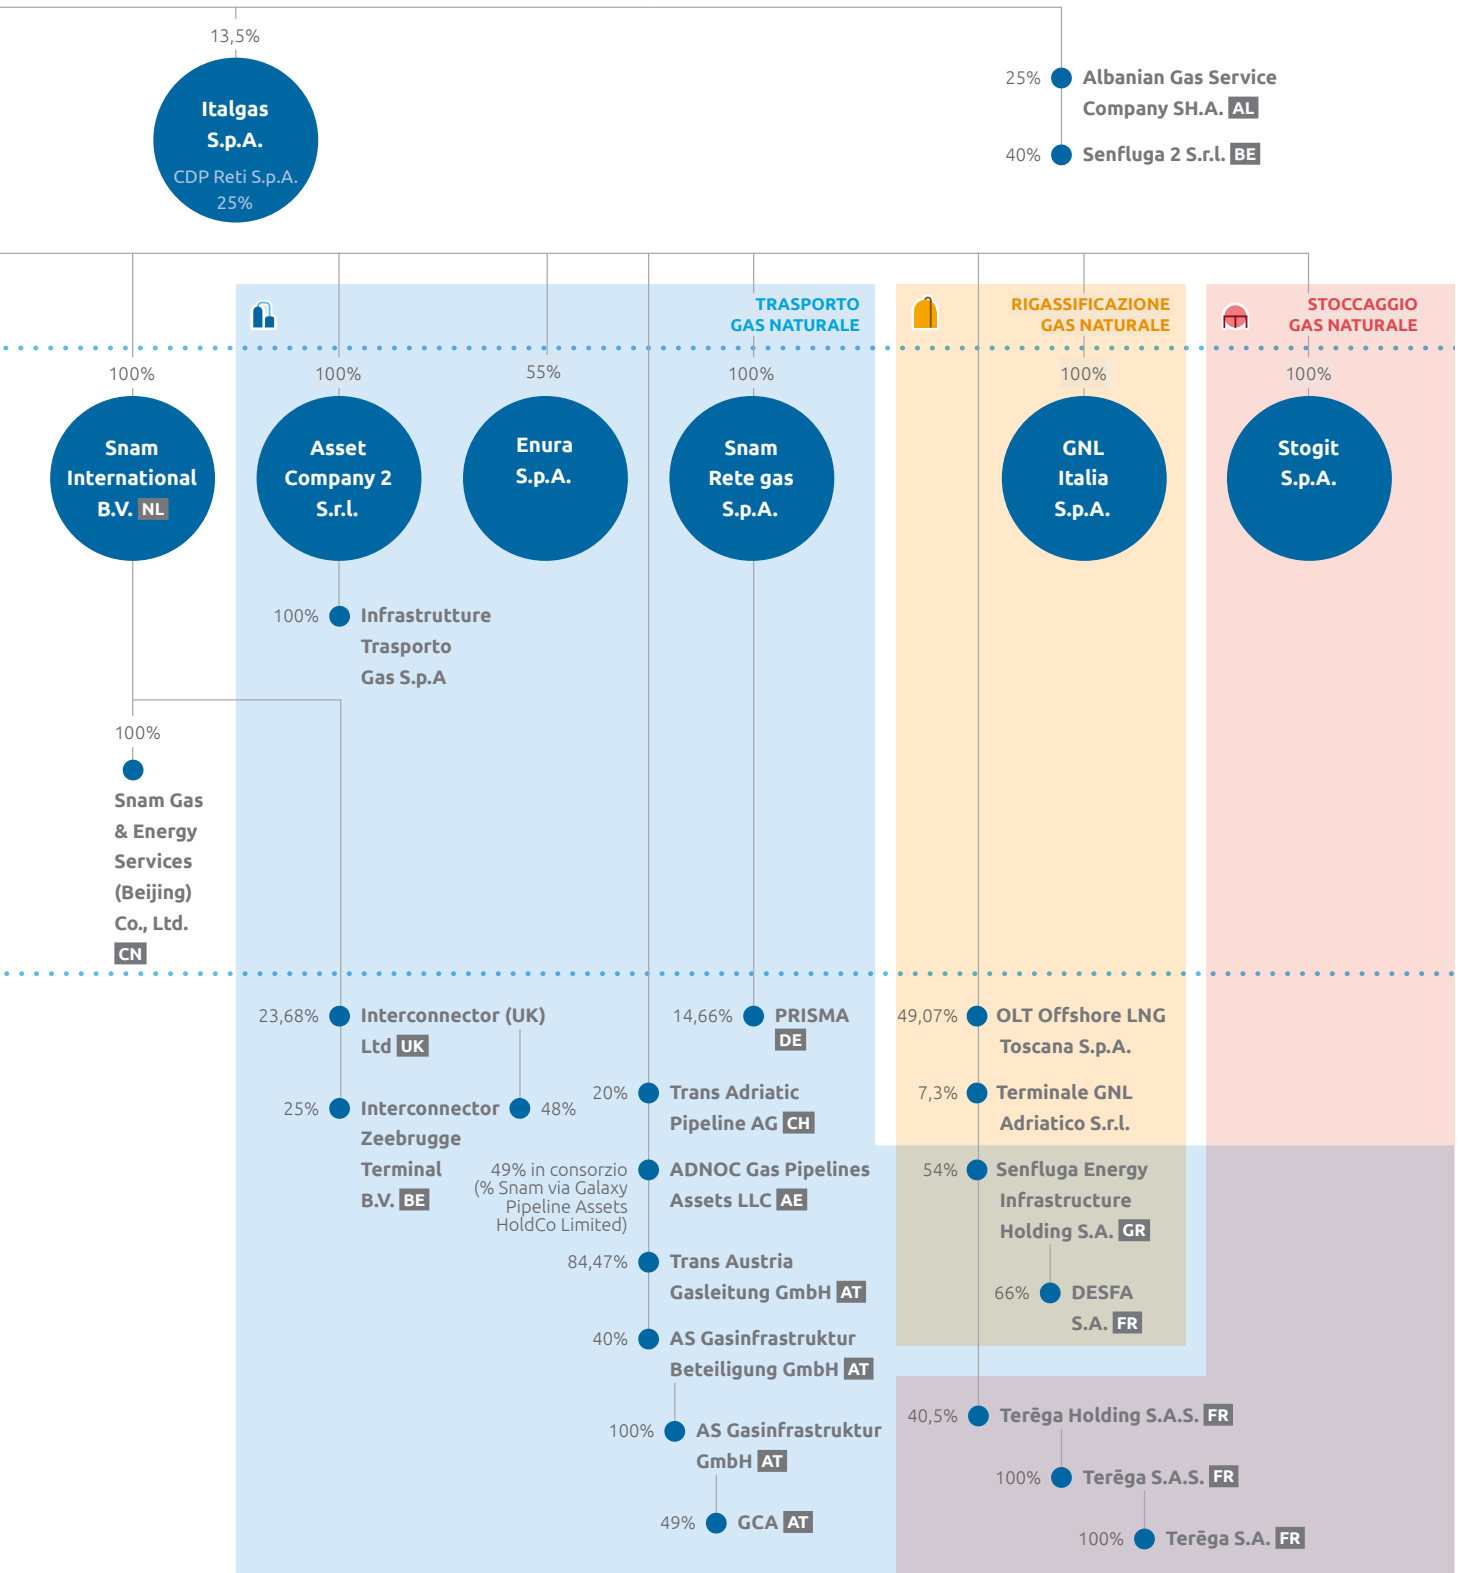 13,5%
Italgas
S.p.A.
CDP Reti S.p.A.
25%
25%
Albanian Gas Service
Company SH.A. AL
40%
Senfluga 2 S.r.l. BE
TRASPORTO
GAS NATURALE
RIGASSIFICAZIONE
GAS NATURALE
STOCCAGGIO
GAS NATURALE
100%
Snam
International
B.V. NL
100%
Asset
Company 2
S.r.l.
55%
Enura
S.p.A.
100%
Snam
Rete gas
S.p.A.
100%
GNL
Italia
S.p.A.
100%
Stogit
S.p.A.
100%
Infrastrutture
Trasporto
Gas S.p.A
100%
Snam Gas
& Energy
Services
(Beijing)
Co., Ltd.
CN
23,68%
Interconnector (UK)
Ltd UK
25%
Interconnector
Zeebrugge
Terminal
B.V. BE
48%
14,66%
PRISMA
DE
20%
Trans Adriatic
Pipeline AG CH
49% in consorzio
(% Snam via Galaxy
Pipeline Assets
HoldCo Limited)
ADNOC Gas Pipelines
Assets LLC AE
84,47%
Trans Austria
Gasleitung GmbH AT
40%
AS Gasinfrastruktur
Beteiligung GmbH AT
100%
AS Gasinfrastruktur
GmbH AT
49%
GCA AT
49,07%
OLT Offshore LNG
Toscana S.p.A.
7,3%
Terminale GNL
Adriatico S.r.l.
54%
Senfluga Energy
Infrastructure
Holding S.A. GR
66%
DESFA
S.A. FR
40,5%
Terēga Holding S.A.S. FR
100%
Terēga S.A.S. FR
100%
Terēga S.A. FR